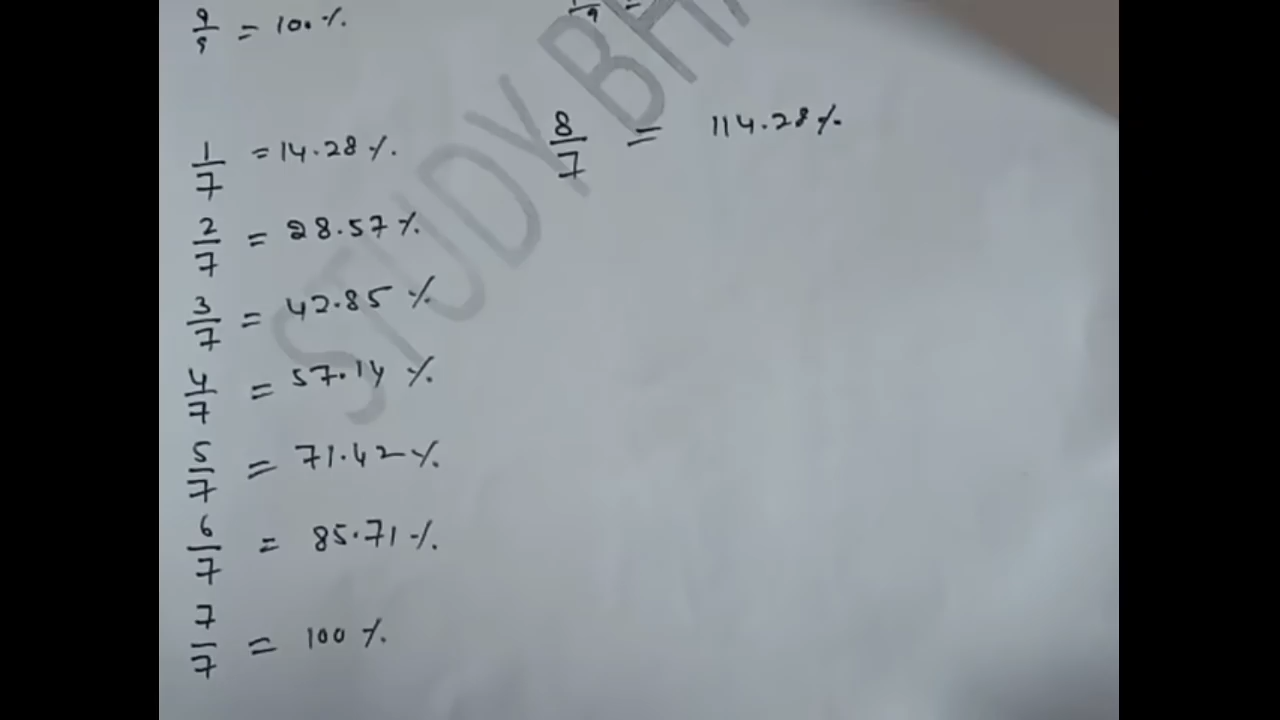 9/9 = 100%
1/7 = 14.28%
2/7 = 28.57%
3/7 = 42.85%
4/7 = 57.14%
5/7 = 71.42%
6/7 = 85.71%
7/7 = 100%
8/7 = 114.28%
STUDY